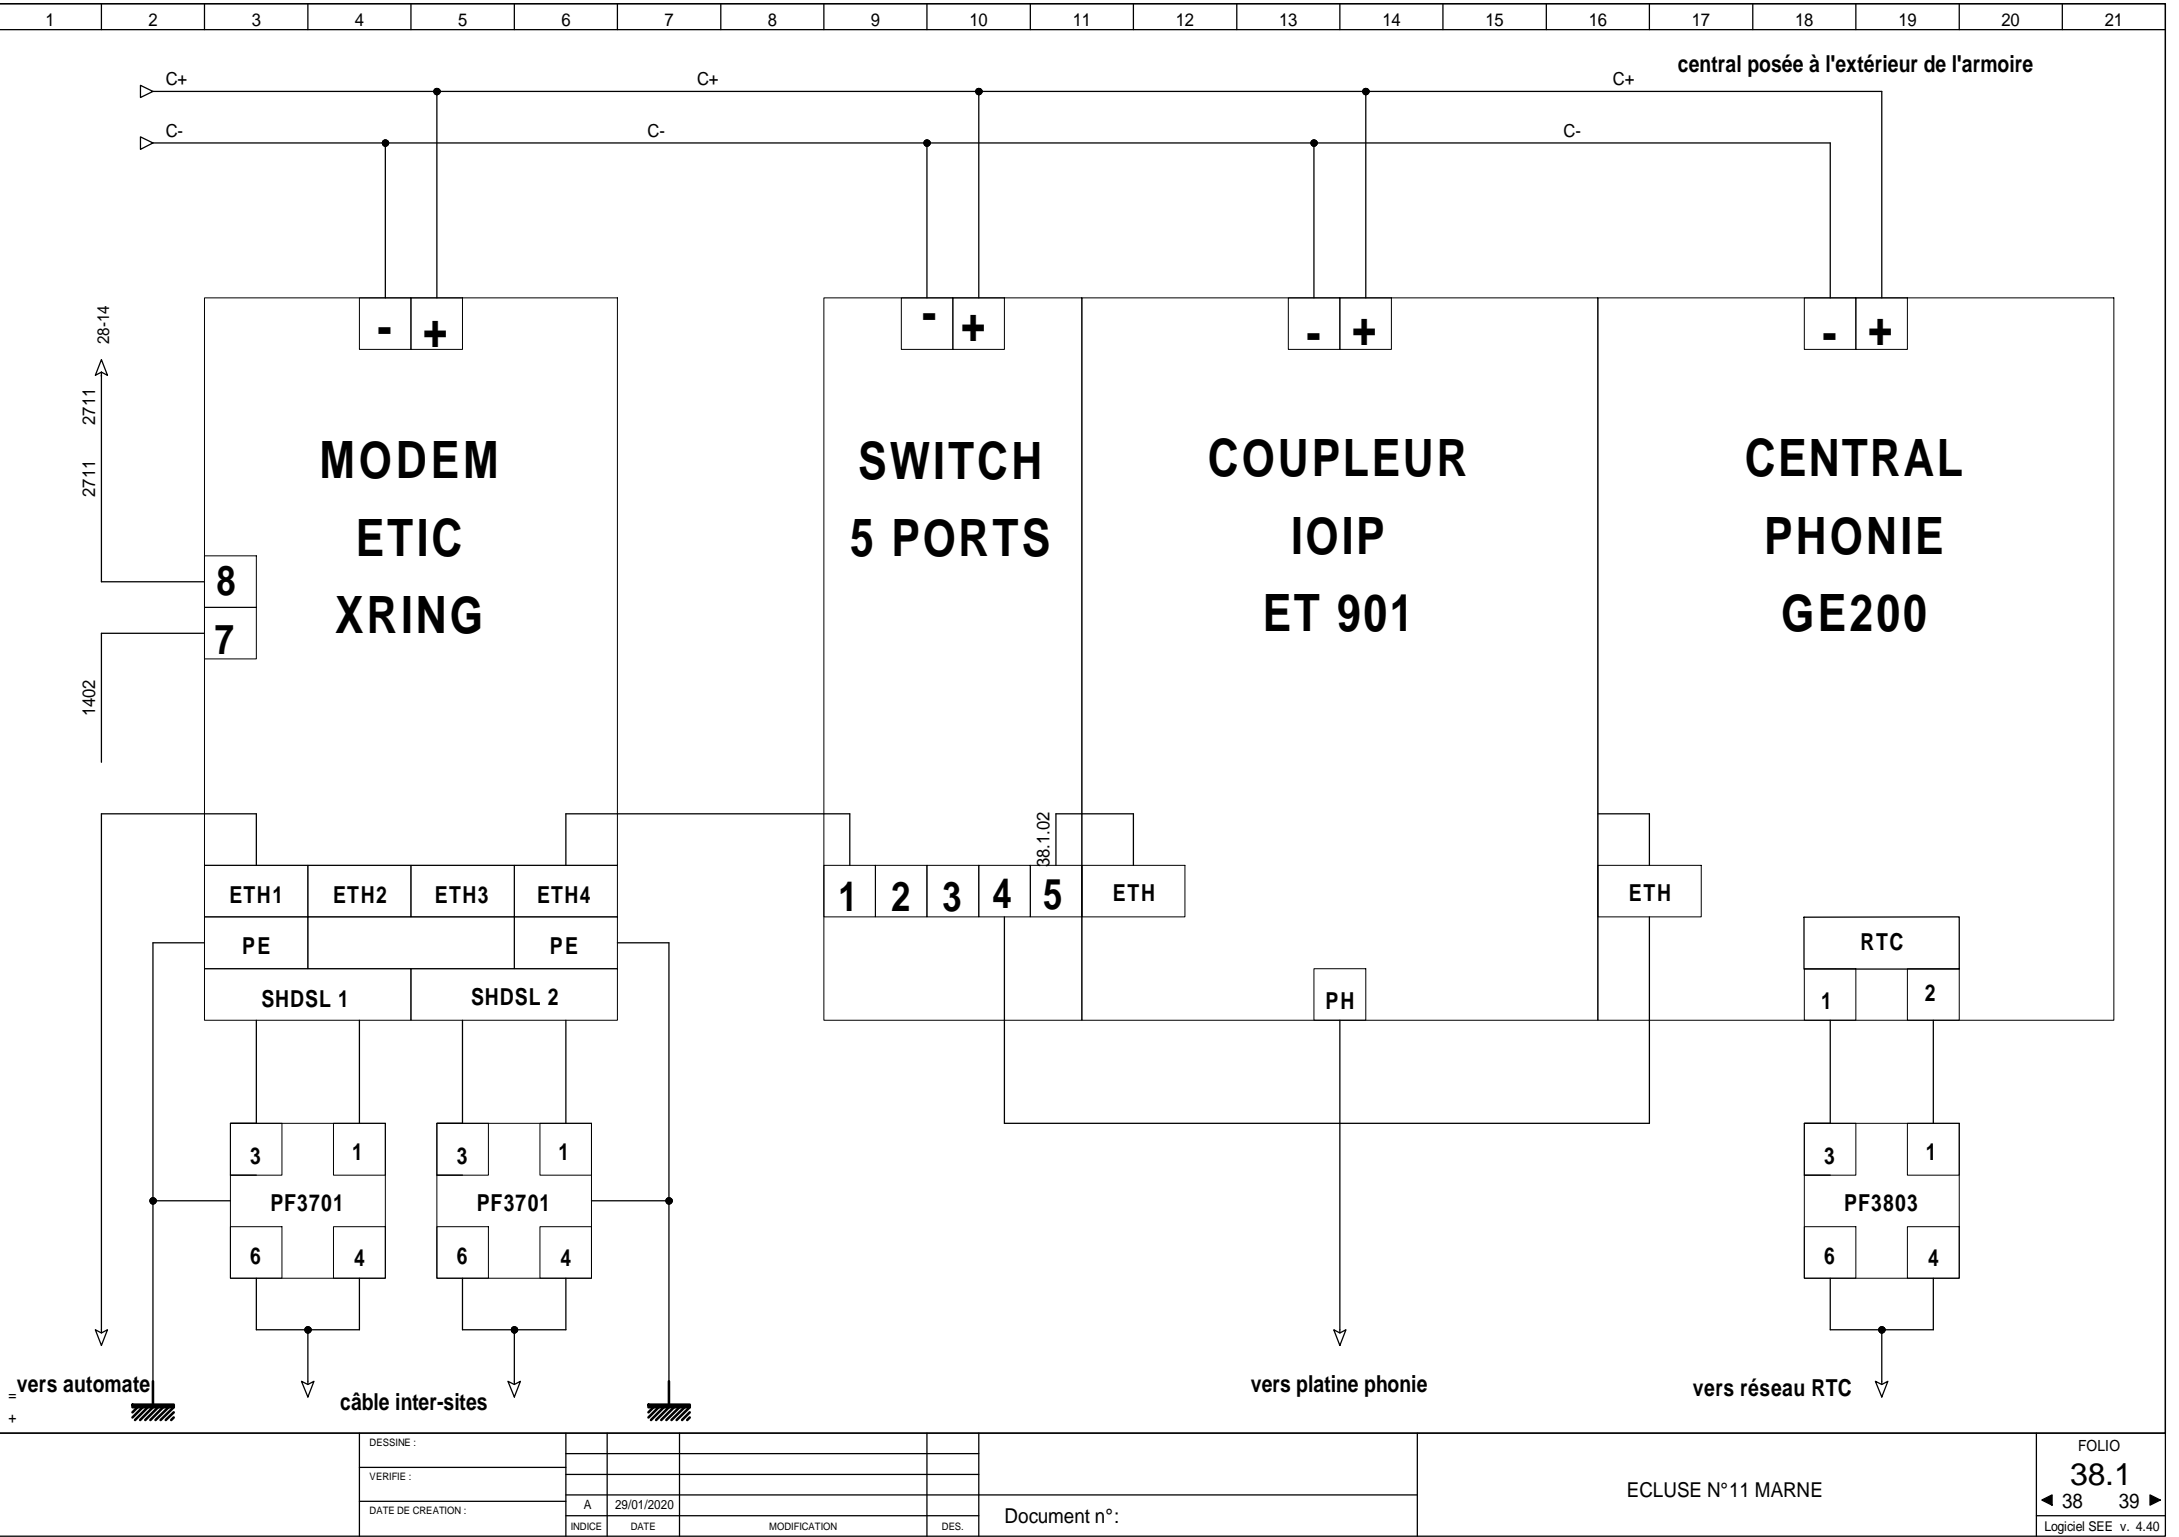 1 2 3 4 5 6 7 8 9 10 11 12 13 14 15 16 17 18 19 20 21
central posée à l'extérieur de l'armoire
C+ C+ C+
C- C- C-
- + - + - + - +
28-14
2711
2711
1402
8
7
MODEM
ETIC
XRING
SWITCH
5 PORTS
COUPLEUR
IOIP
ET 901
CENTRAL
PHONIE
GE200
38.1.02
ETH1 ETH2 ETH3 ETH4
1 2 3 4 5
ETH
ETH
PE PE
RTC
SHDSL 1 SHDSL 2
PH
1 2
3 1
PF3701
6 4
3 1
PF3701
6 4
3 1
PF3803
6 4
vers automate
câble inter-sites
vers platine phonie
vers réseau RTC
=
+
DESSINE :
VERIFIE :
DATE DE CREATION :
A 29/01/2020
INDICE DATE MODIFICATION DES.
Document n°:
ECLUSE N°11 MARNE
FOLIO
38.1
38 39
Logiciel SEE v. 4.40